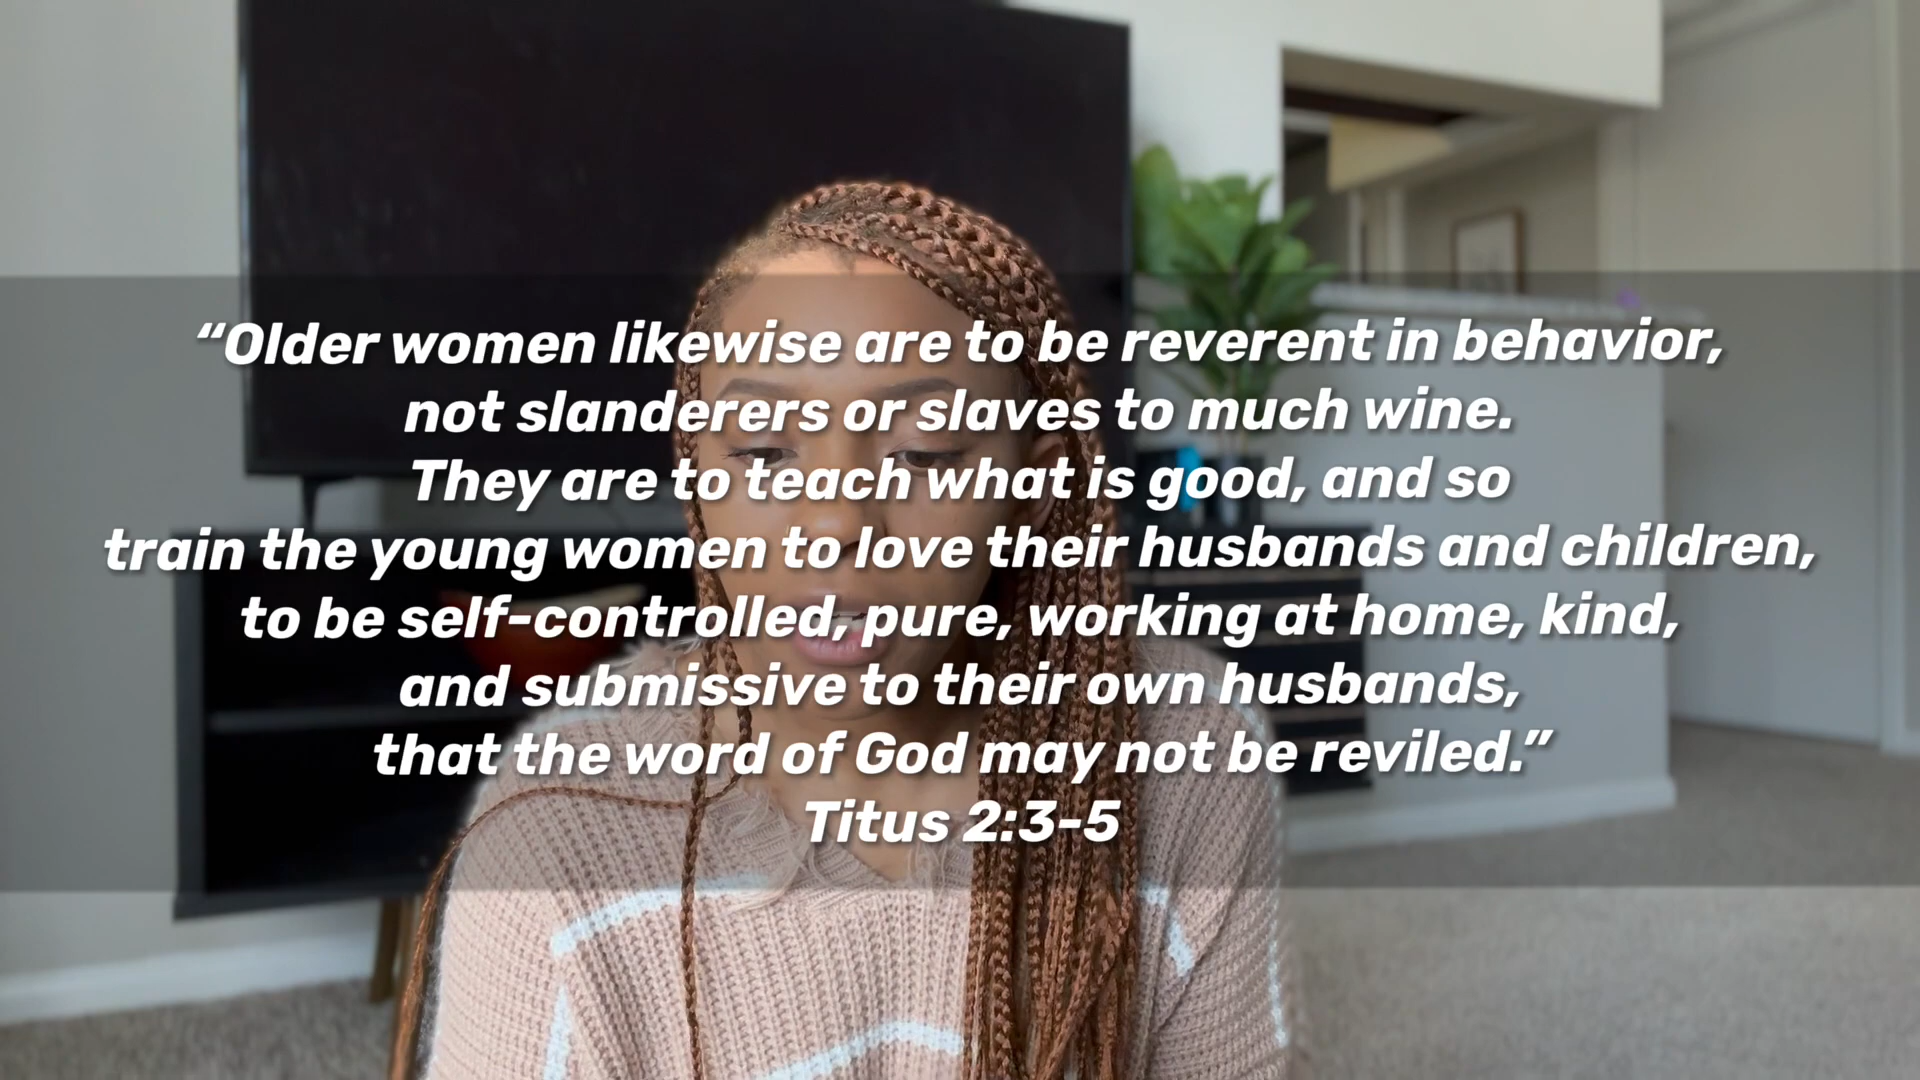 “Older women likewise are to be reverent in behavior,
not slanderers or slaves to much wine.
They are to teach what is good, and so
train the young women to love their husbands and children,
to be self-controlled, pure, working at home, kind,
and submissive to their own husbands,
that the word of God may not be reviled.”
Titus 2:3-5